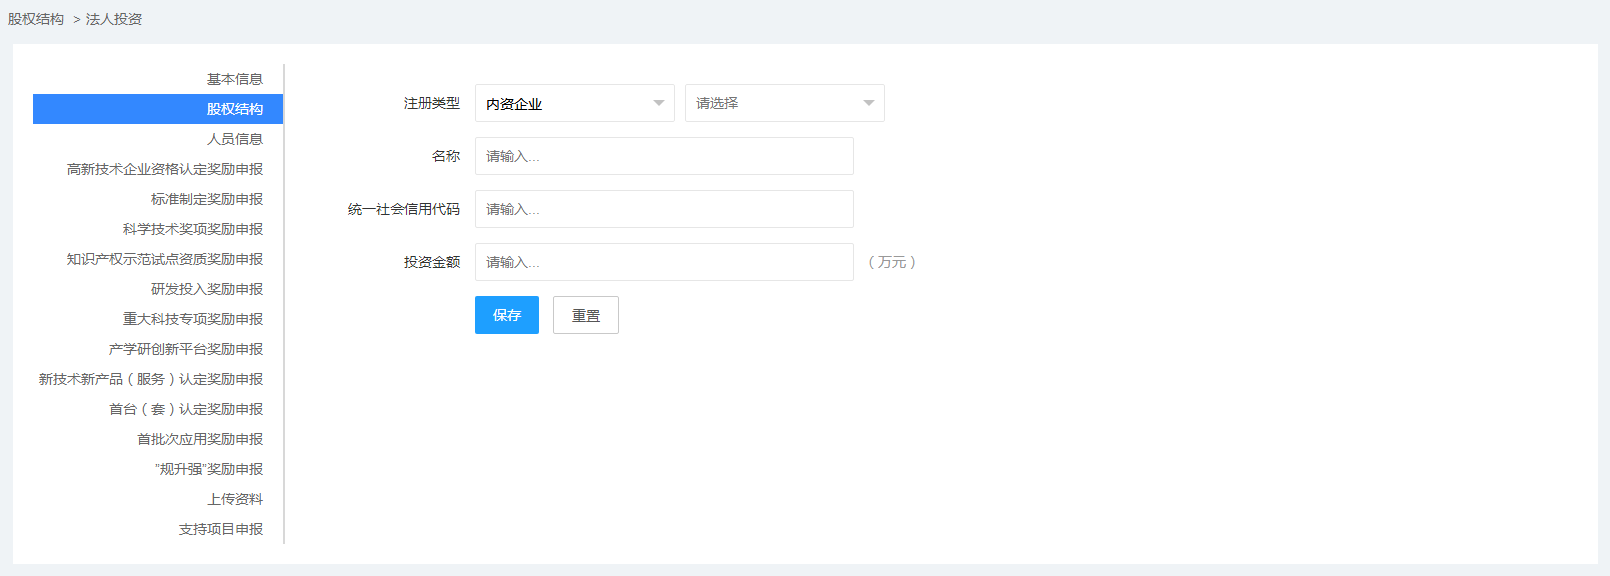 股权结构 > 法人投资
基本信息
股权结构
人员信息
高新技术企业资格认定奖励申报
标准制定奖励申报
科学技术奖项奖励申报
知识产权示范试点资质奖励申报
研发投入奖励申报
重大科技专项奖励申报
产学研创新平台奖励申报
新技术新产品（服务）认定奖励申报
首台（套）认定奖励申报
首批次应用奖励申报
”规升强”奖励申报
上传资料
支持项目申报
注册类型 内资企业 请选择
名称 请输入...
统一社会信用代码 请输入...
投资金额 请输入... （万元）
保存 重置